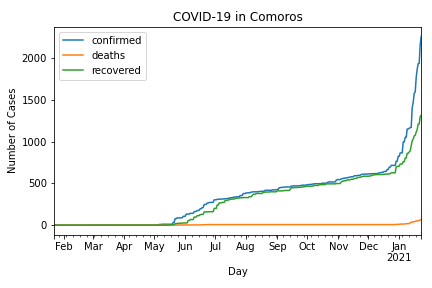 COVID-19 in Comoros
confirmed
deaths
recovered
2000
1500
1000
500
0
Number of Cases
Feb Mar Apr May Jun Jul Aug Sep Oct Nov Dec Jan
2021
Day